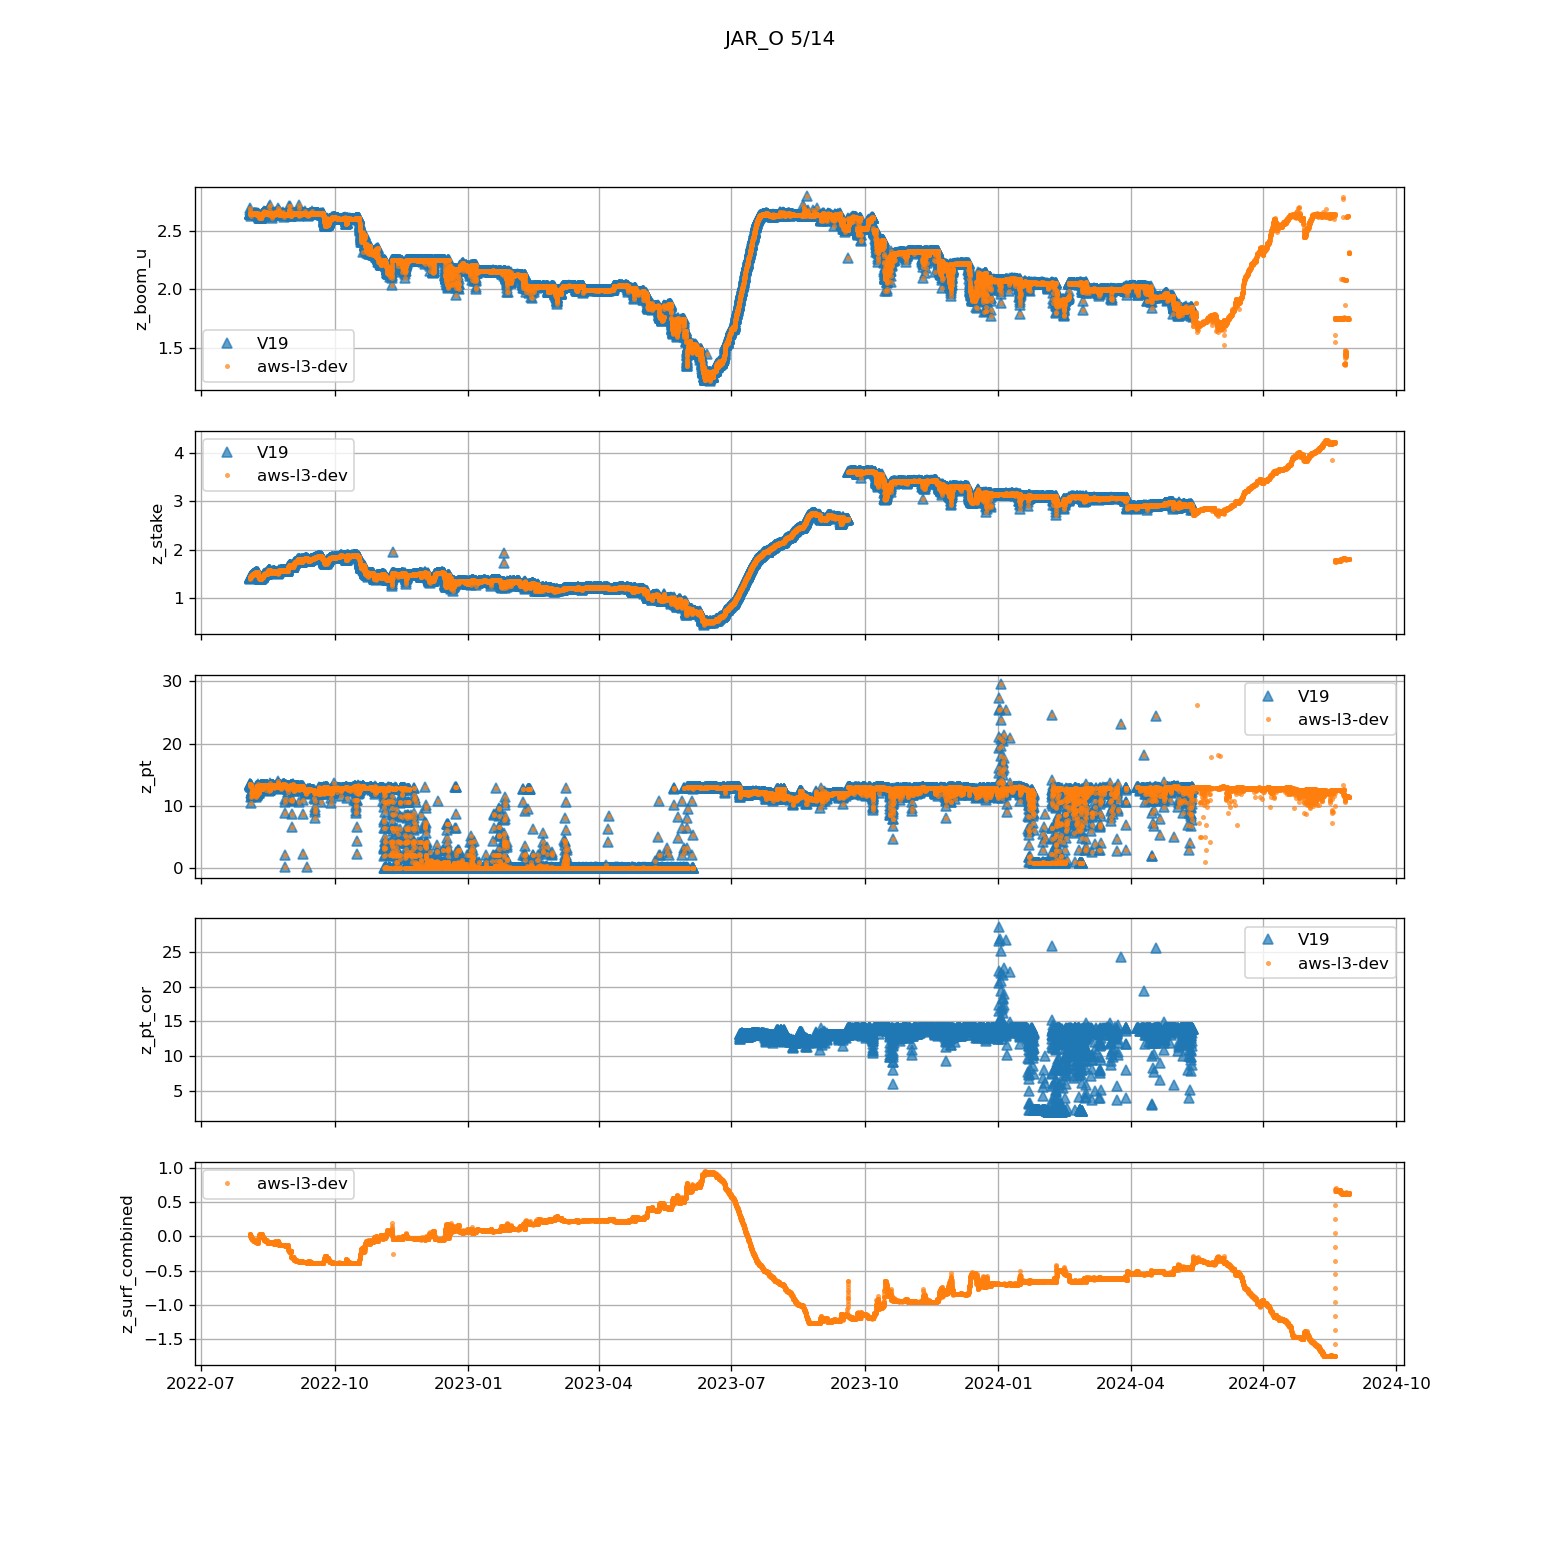 JAR_O 5/14
z_boom_u
2.5
2.0
1.5
V19
aws-l3-dev
z_stake
4
3
2
1
V19
aws-l3-dev
z_pt
30
20
10
0
V19
aws-l3-dev
z_pt_cor
25
20
15
10
5
V19
aws-l3-dev
z_surf_combined
1.0
0.5
0.0
−0.5
−1.0
−1.5
aws-l3-dev
2022-07 2022-10 2023-01 2023-04 2023-07 2023-10 2024-01 2024-04 2024-07 2024-10